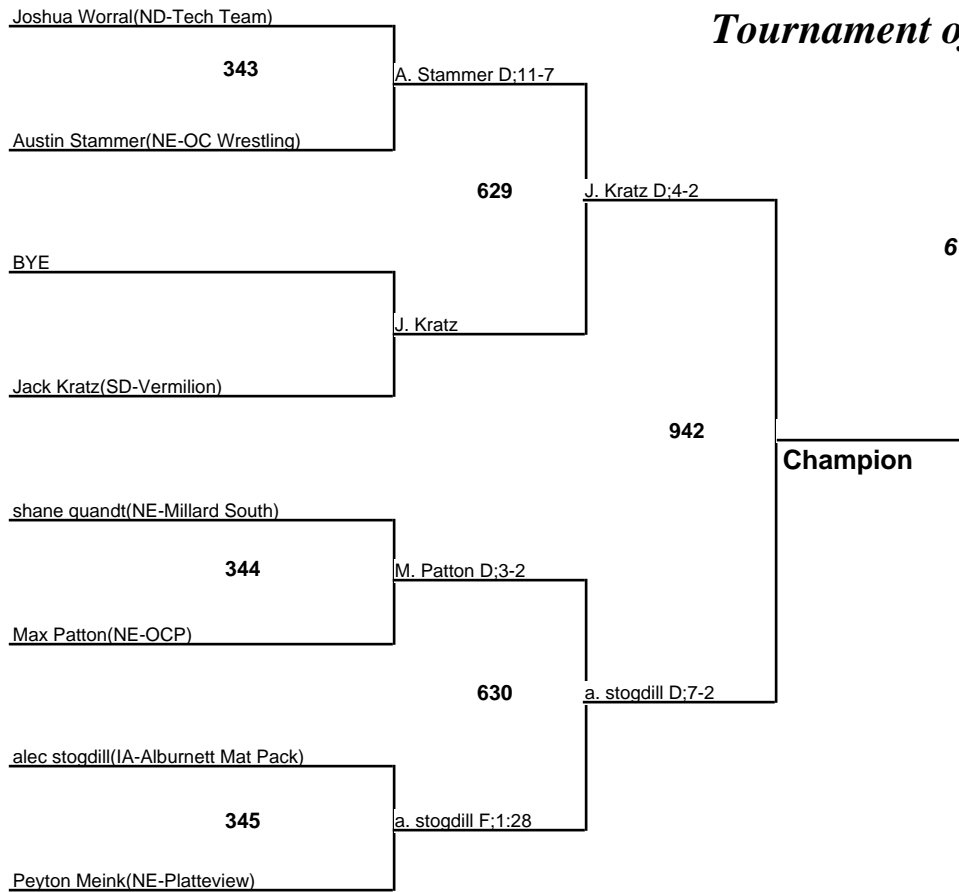 Joshua Worral(ND-Tech Team)
Tournament o
343
A. Stammer D;11-7
Austin Stammer(NE-OC Wrestling)
629
J. Kratz D;4-2
6
BYE
J. Kratz
Jack Kratz(SD-Vermilion)
942
Champion
shane quandt(NE-Millard South)
344
M. Patton D;3-2
Max Patton(NE-OCP)
630
a. stogdill D;7-2
alec stogdill(IA-Alburnett Mat Pack)
345
a. stogdill F;1:28
Peyton Meink(NE-Platteview)